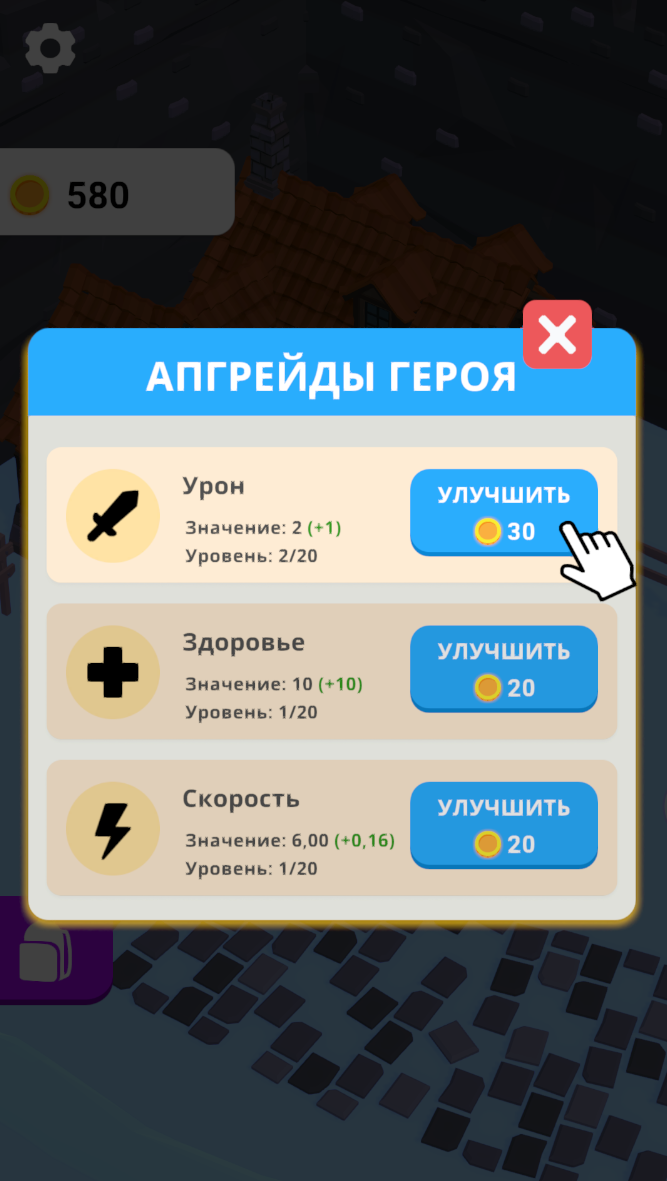 580
АПГРЕЙДЫ ГЕРОЯ
Урон
Значение: 2 (+1)
Уровень: 2/20
УЛУЧШИТЬ
30
Здоровье
Значение: 10 (+10)
Уровень: 1/20
УЛУЧШИТЬ
20
Скорость
Значение: 6,00 (+0,16)
Уровень: 1/20
УЛУЧШИТЬ
20